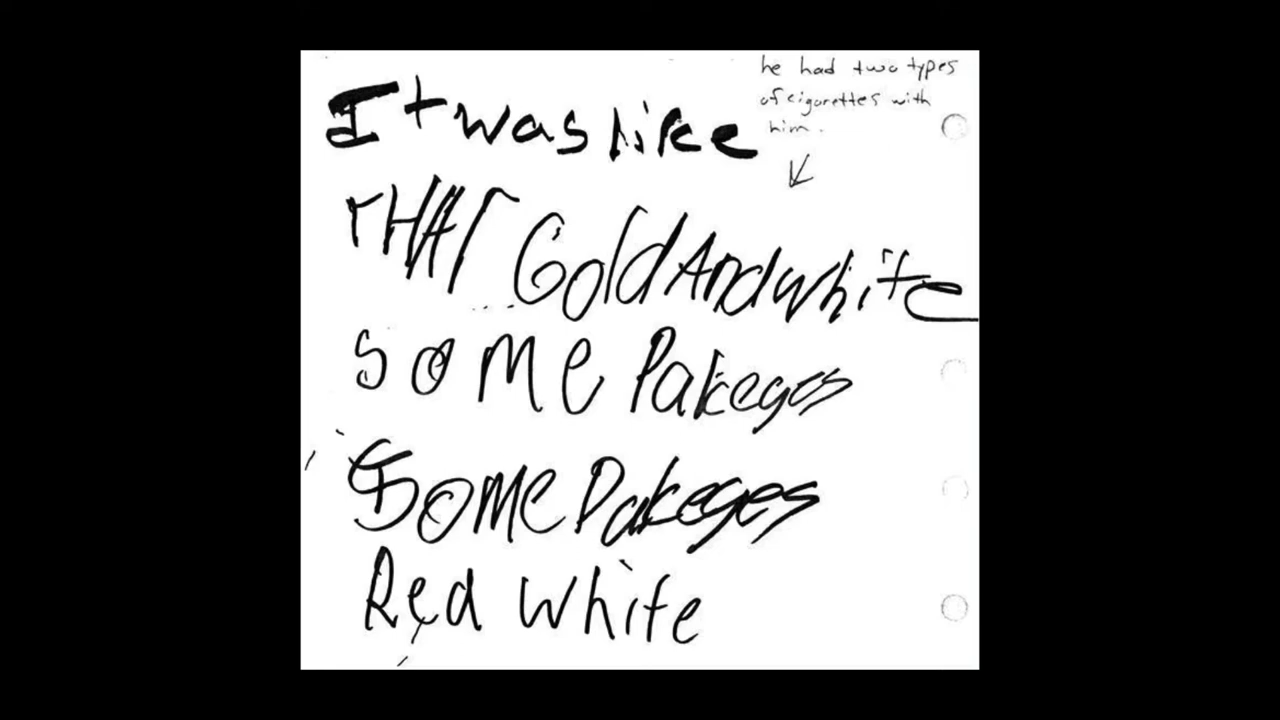 he had two types
of cigarettes with
him.
It was like
THAT Gold And white
SOME Pakeges
SOME Pakeges
Red White